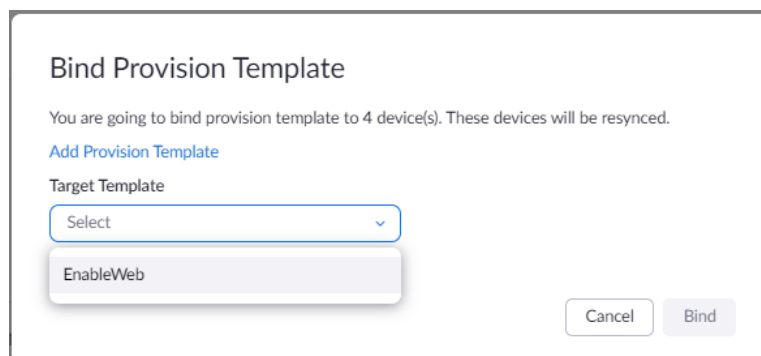 Bind Provision Template
You are going to bind provision template to 4 device(s). These devices will be resynced.
Add Provision Template
Target Template
Select
EnableWeb
Cancel Bind